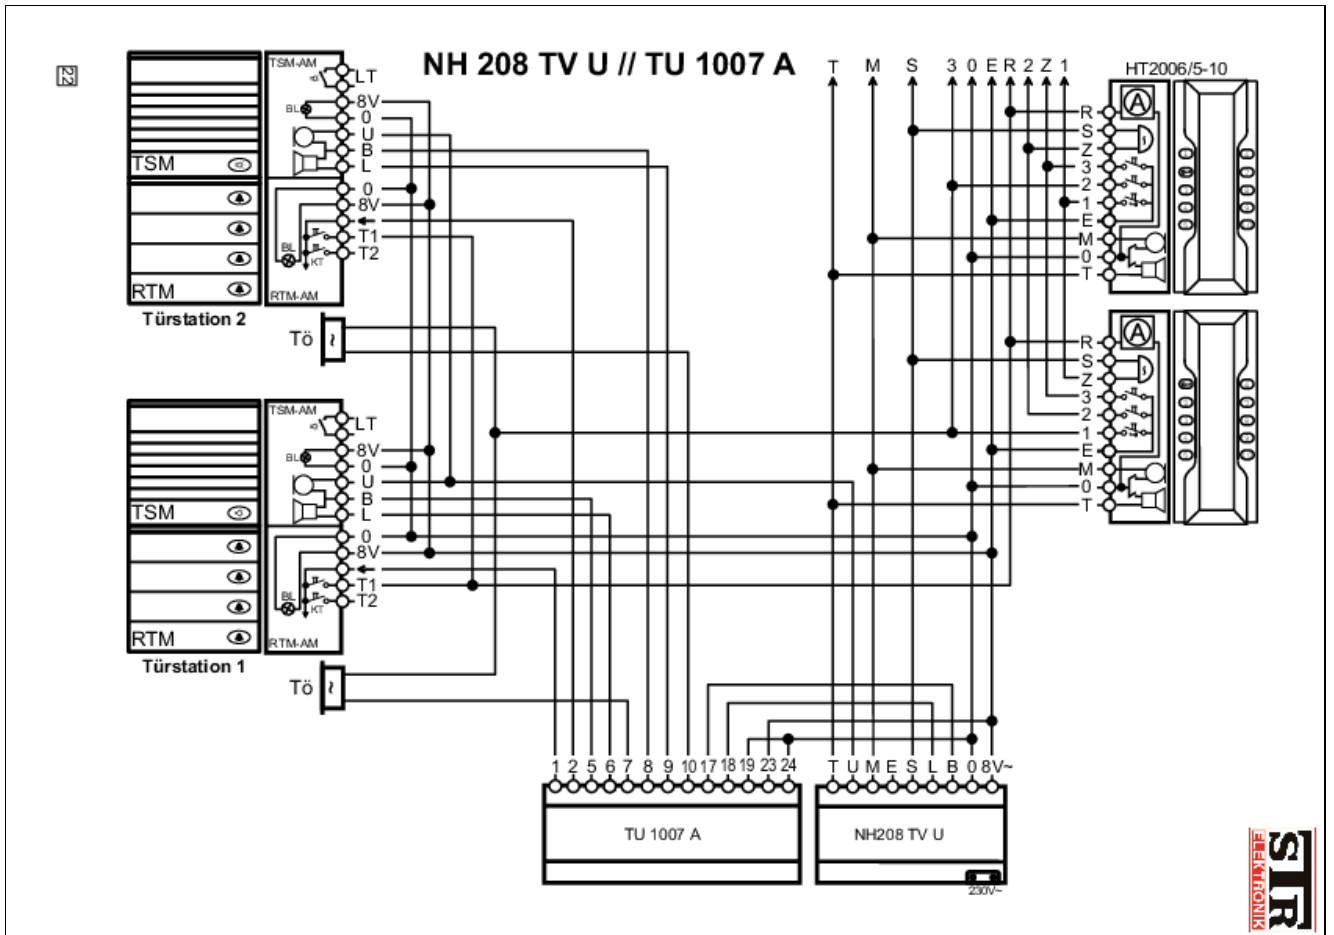 22
NH 208 TV U // TU 1007 A
T M S 3 0 E R 2 Z 1
HT2006/5-10
TSM-AM
LT
8V
BL
0
U
B
L
TSM
0
8V
T1
BL
T2
KT
RTM
RTM-AM
Türstation 2
Tö
R
A
S
Z
3
2
1
E
M
0
T
R
A
S
Z
3
2
1
E
M
0
T
TSM-AM
LT
8V
BL
0
U
B
L
TSM
0
8V
T1
BL
T2
KT
RTM
RTM-AM
Türstation 1
Tö
1 2 5 6 7 8 9 10 17 18 19 23 24
T U M E S L B 0 8V~
TU 1007 A
NH208 TV U
230V~
STR
ELEKTRONIK